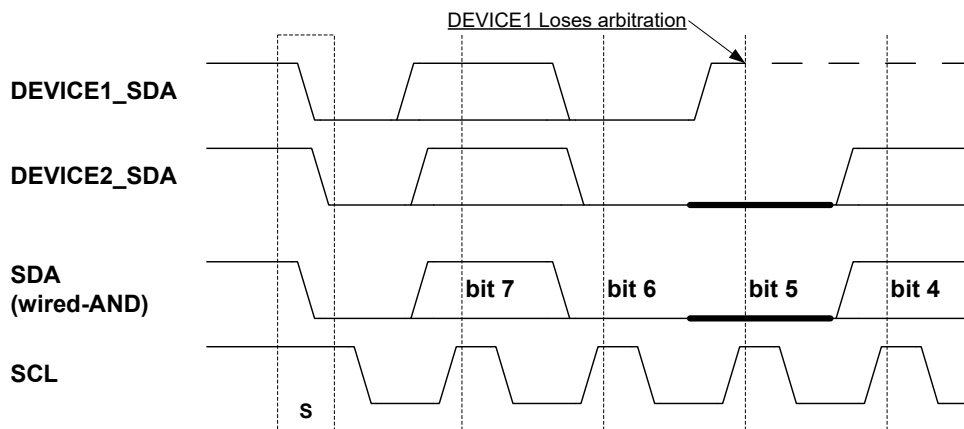 DEVICE1 Loses arbitration
DEVICE1_SDA
DEVICE2_SDA
SDA
(wired-AND)
bit 7
bit 6
bit 5
bit 4
SCL
S